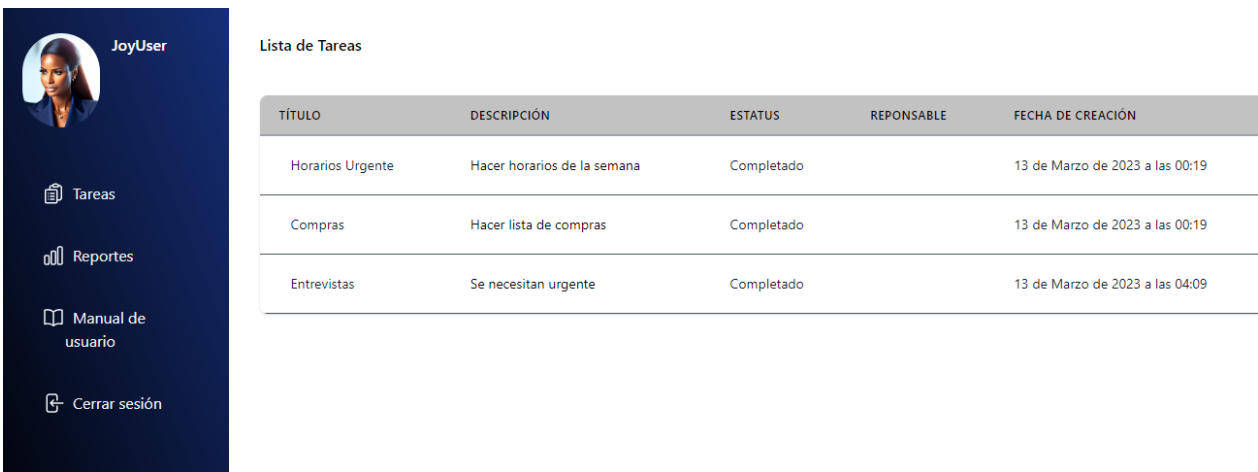 JoyUser
Tareas
Reportes
Manual de
usuario
Cerrar sesión
Lista de Tareas
TÍTULO DESCRIPCIÓN ESTATUS REPONSABLE FECHA DE CREACIÓN
Horarios Urgente Hacer horarios de la semana Completado 13 de Marzo de 2023 a las 00:19
Compras Hacer lista de compras Completado 13 de Marzo de 2023 a las 00:19
Entrevistas Se necesitan urgente Completado 13 de Marzo de 2023 a las 04:09